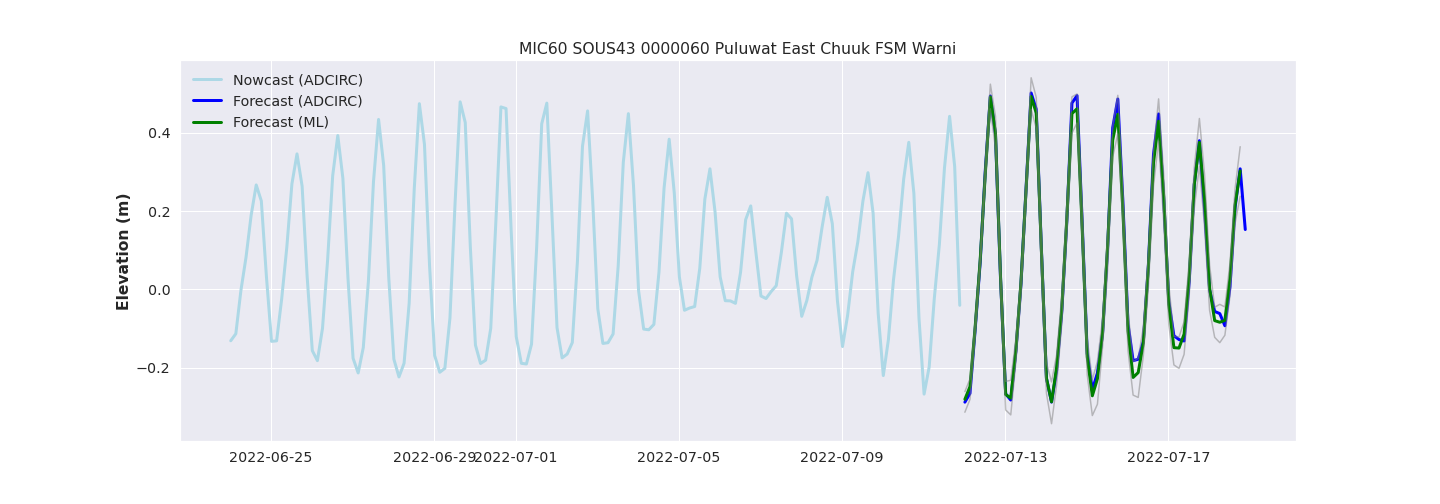 MIC60 SOUS43 0000060 Puluwat East Chuuk FSM Warni
Nowcast (ADCIRC)
Forecast (ADCIRC)
Forecast (ML)
Elevation (m)
0.4
0.2
0.0
−0.2
2022-06-25
2022-06-29
2022-07-01
2022-07-05
2022-07-09
2022-07-13
2022-07-17